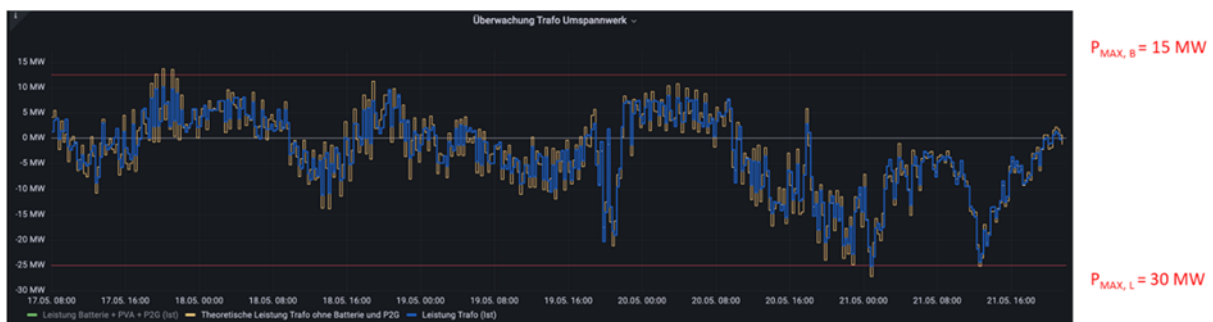 i
Überwachung Trafo Umspannwerk
15 MW
10 MW
5 MW
0 MW
-5 MW
-10 MW
-15 MW
-20 MW
-25 MW
-30 MW
17.05. 08:00 17.05. 16:00 18.05. 00:00 18.05. 08:00 18.05. 16:00 19.05. 00:00 19.05. 08:00 19.05. 16:00 20.05. 00:00 20.05. 08:00 20.05. 16:00 21.05. 00:00 21.05. 08:00 21.05. 16:00
Leistung Batterie + PVA + P2G (Ist) Theoretische Leistung Trafo ohne Batterie und P2G Leistung Trafo (Ist)
PMAX, B = 15 MW
PMAX, L = 30 MW